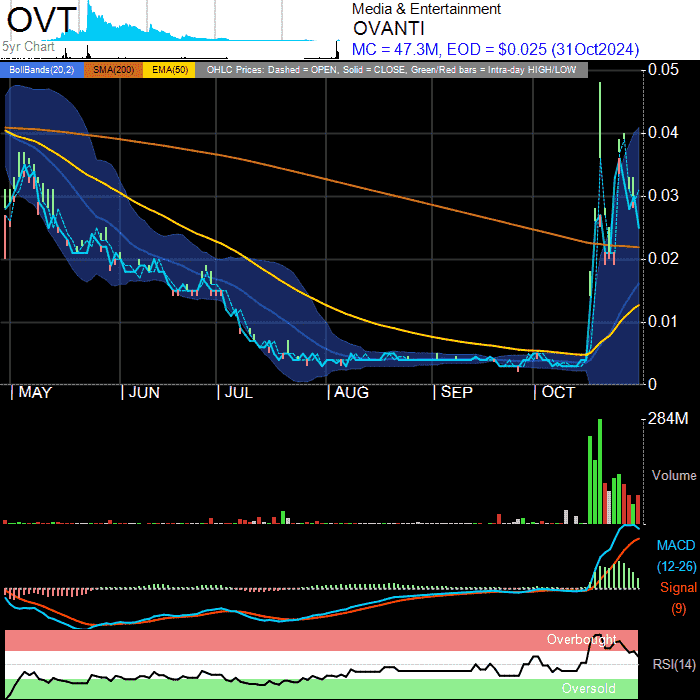 OVT
5yr Chart
Media & Entertainment
OVANTI
MC = 47.3M, EOD = $0.025 (31Oct2024)
BollBands(20,2) SMA(200) EMA(50) OHLC Prices: Dashed = OPEN, Solid = CLOSE, Green/Red bars = Intra-day HIGH/LOW
0.05
0.04
0.03
0.02
0.01
0
MAY JUN JUL AUG SEP OCT
284M
Volume
MACD
(12-26)
Signal
(9)
Overbought
RSI(14)
Oversold